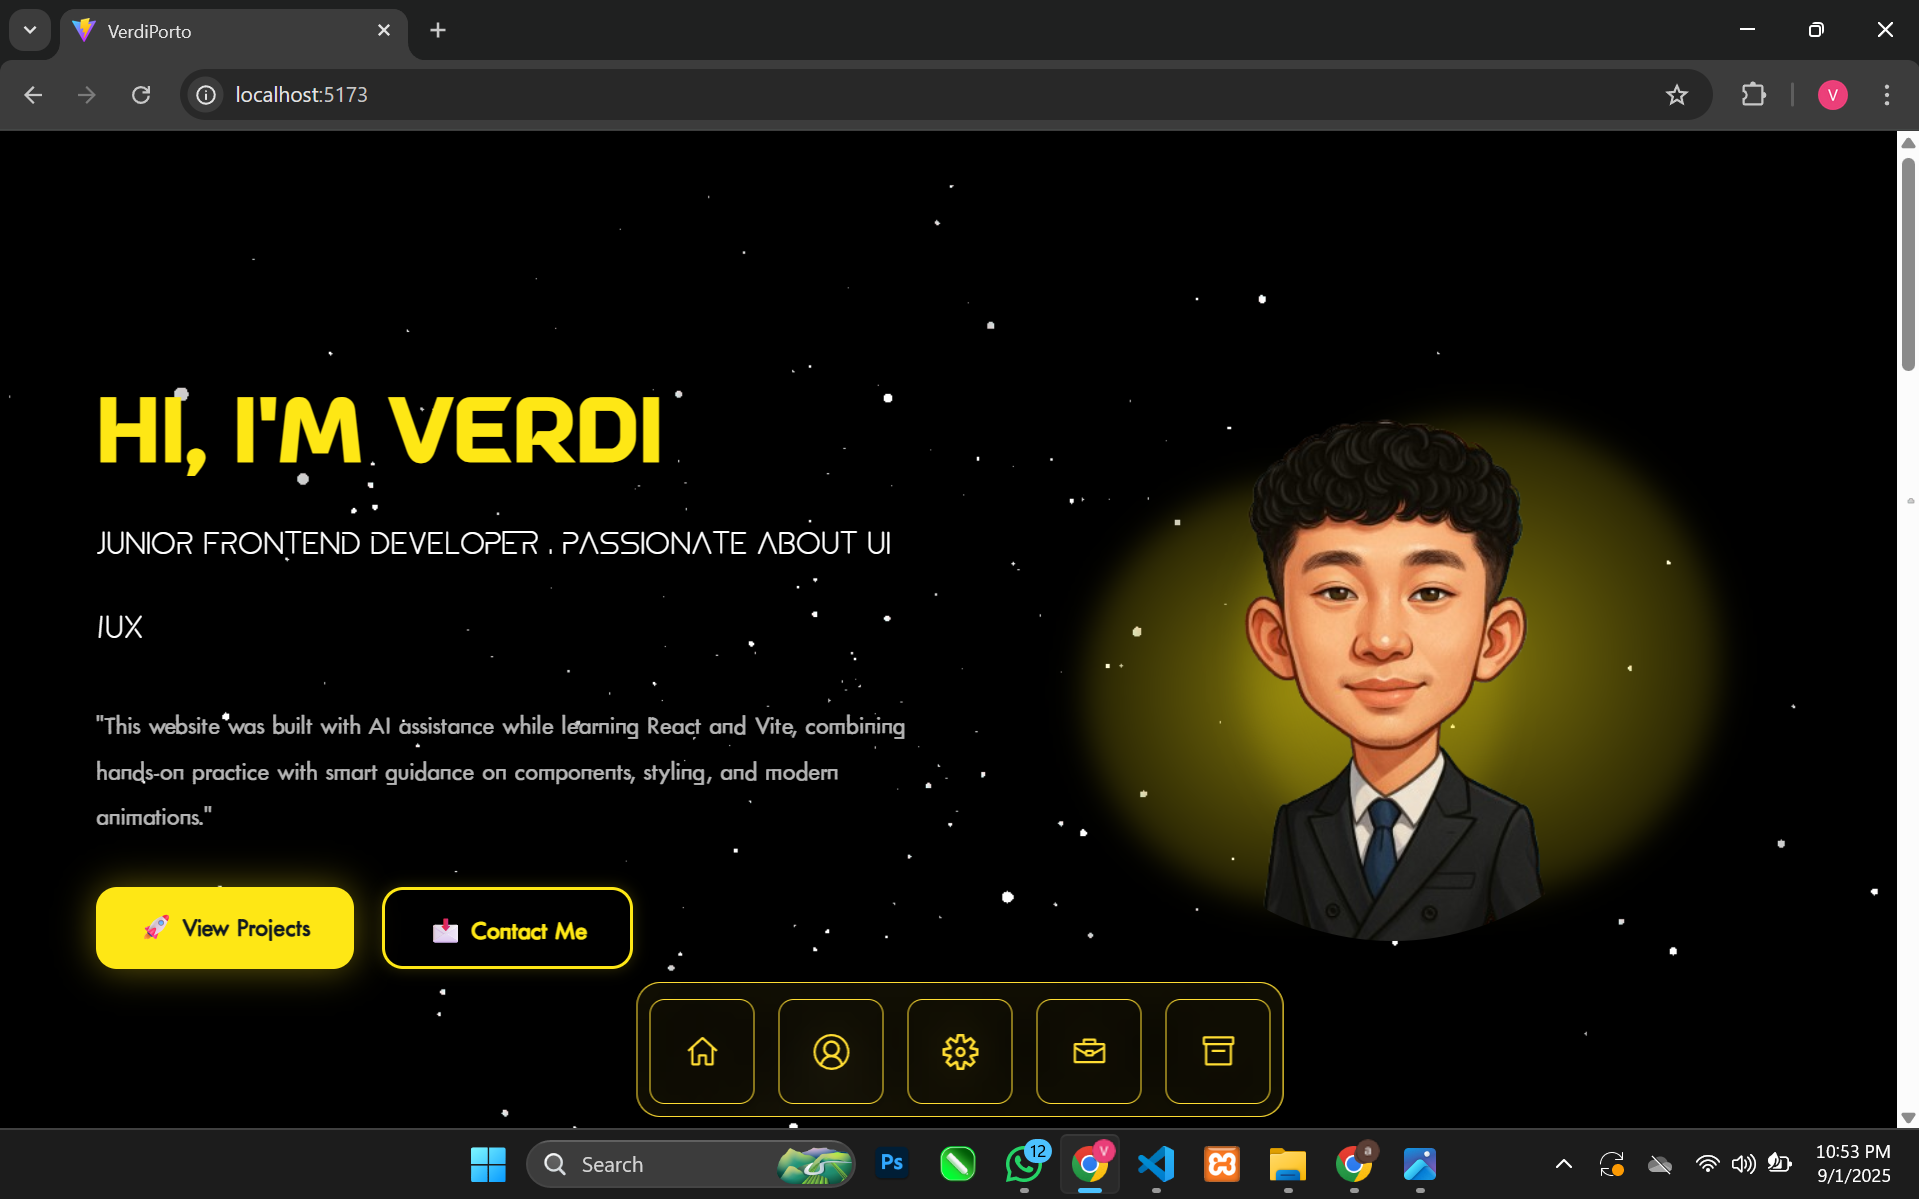 VerdiPorto
localhost:5173
V
HI, I'M VERDI
JUNIOR FRONTEND DEVELOPER . PASSIONATE ABOUT UI
/UX
"This website was built with AI assistance while learning React and Vite, combining
hands-on practice with smart guidance on components, styling, and modern
animations."
🚀 View Projects
📩 Contact Me
Search
Ps
12
V
a
10:53 PM
9/1/2025